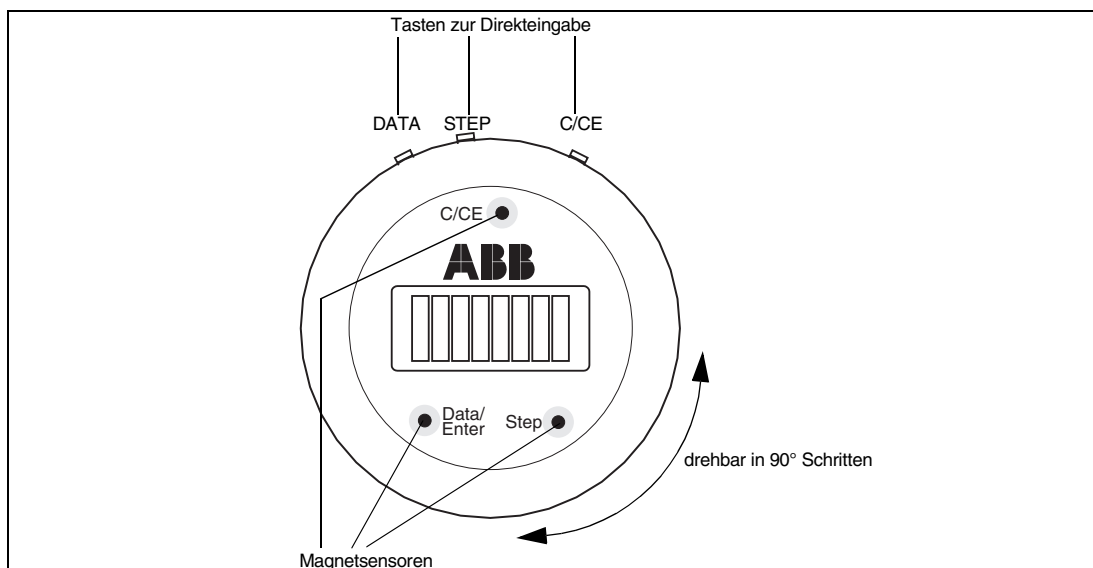 Tasten zur Direkteingabe
DATA STEP C/CE
C/CE
ABB
Data/
Enter
Step
drehbar in 90° Schritten
Magnetsensoren